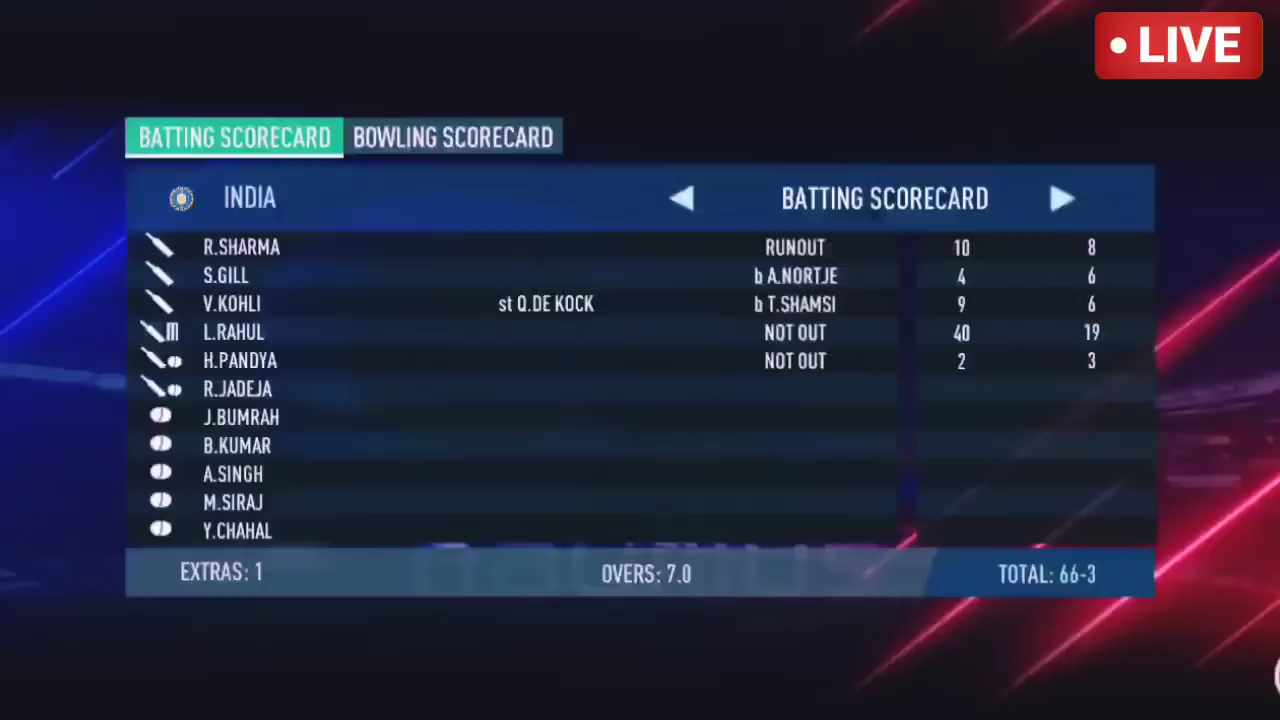 LIVE
BATTING SCORECARD BOWLING SCORECARD
INDIA BATTING SCORECARD
R.SHARMA RUNOUT 10 8
S.GILL b A.NORTJE 4 6
V.KOHLI st Q.DE KOCK b T.SHAMSI 9 6
L.RAHUL NOT OUT 40 19
H.PANDYA NOT OUT 2 3
R.JADEJA
J.BUMRAH
B.KUMAR
A.SINGH
M.SIRAJ
Y.CHAHAL
EXTRAS: 1 OVERS: 7.0 TOTAL: 66-3